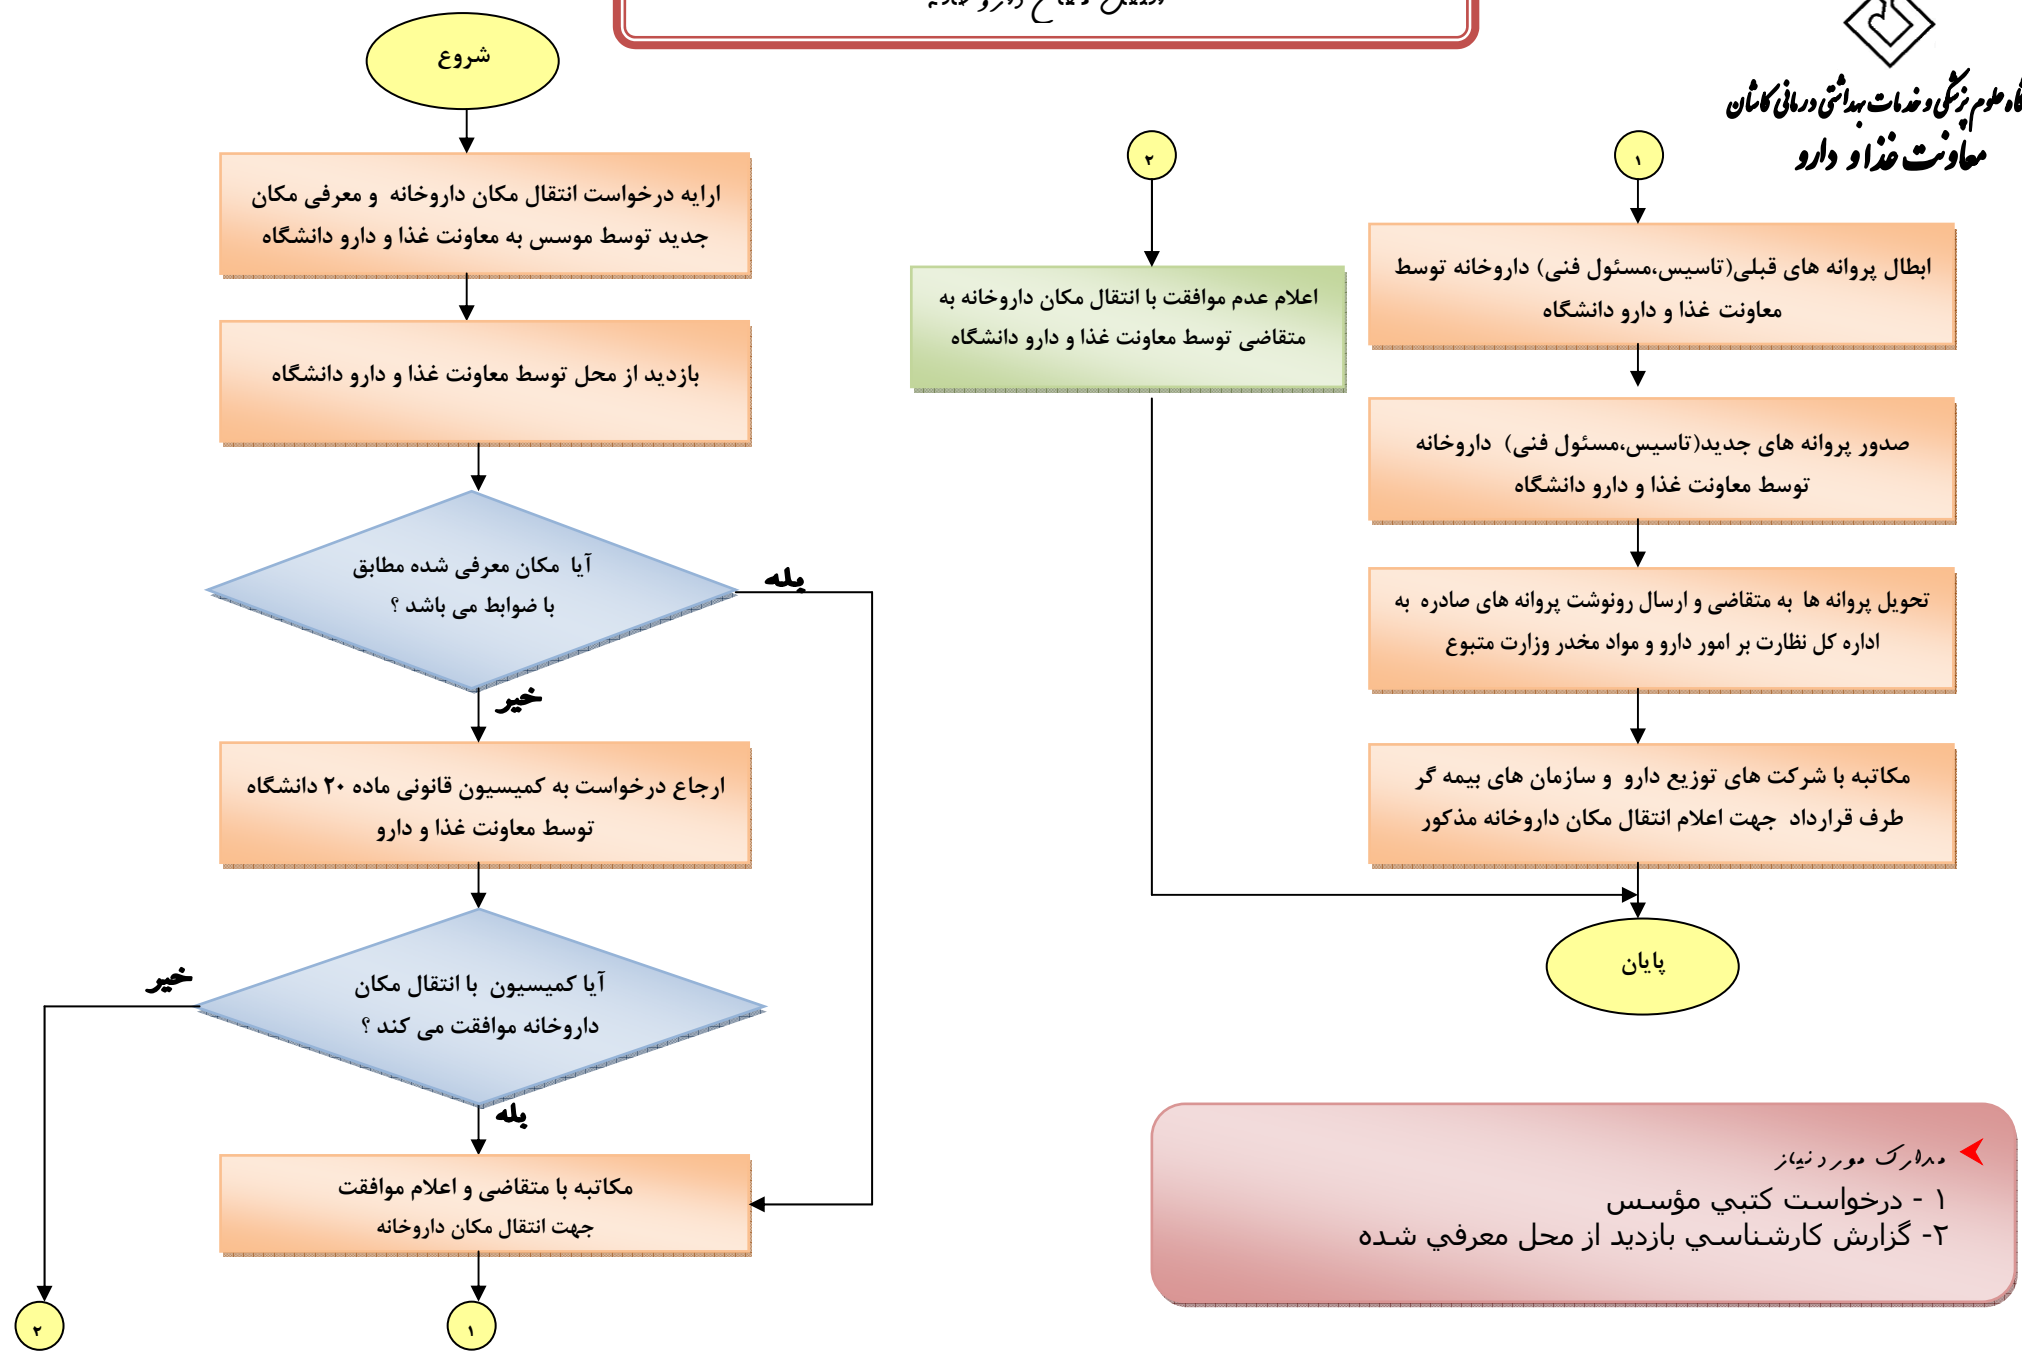 شروع
ارایه درخواست انتقال مکان داروخانه و معرفی مکان
جدید توسط موسس به معاونت غذا و دارو دانشگاه
بازدید از محل توسط معاونت غذا و دارو دانشگاه
آیا مکان معرفی شده مطابق
با ضوابط می باشد ؟
بله
خیر
ارجاع درخواست به کمیسیون قانونی ماده ۲۰ دانشگاه
توسط معاونت غذا و دارو
آیا کمیسیون با انتقال مکان
داروخانه موافقت می کند ؟
خیر
بله
مکاتبه با متقاضی و اعلام موافقت
جهت انتقال مکان داروخانه
۲
۱
۲
اعلام عدم موافقت با انتقال مکان داروخانه به
متقاضی توسط معاونت غذا و دارو دانشگاه
علوم پزشکی و خدمات بهداشتی درمانی کاشان
معاونت غذا و دارو
۱
ابطال پروانه های قبلی(تاسیس،مسئول فنی) داروخانه توسط
معاونت غذا و دارو دانشگاه
صدور پروانه های جدید(تاسیس،مسئول فنی) داروخانه
توسط معاونت غذا و دارو دانشگاه
تحویل پروانه ها به متقاضی و ارسال رونوشت پروانه های صادره به
اداره کل نظارت بر امور دارو و مواد مخدر وزارت متبوع
مکاتبه با شرکت های توزیع دارو و سازمان های بیمه گر
طرف قرارداد جهت اعلام انتقال مکان داروخانه مذکور
پایان
مدارک مورد نیاز
۱ - درخواست کتبي مؤسس
۲- گزارش کارشناسي بازديد از محل معرفي شده